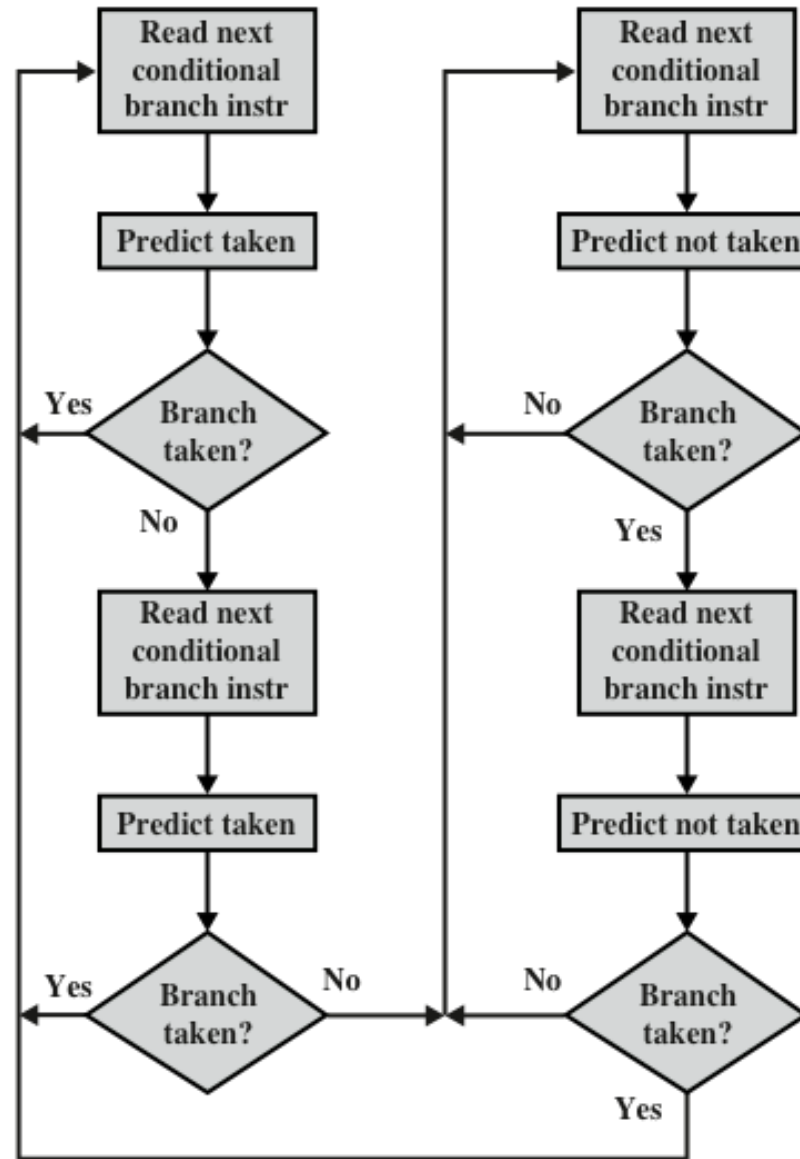 Read next
conditional
branch instr
Predict taken
Yes
Branch
taken?
No
Read next
conditional
branch instr
Predict taken
Yes
Branch
taken?
No
Read next
conditional
branch instr
Predict not taken
No
Branch
taken?
Yes
Read next
conditional
branch instr
Predict not taken
No
Branch
taken?
Yes